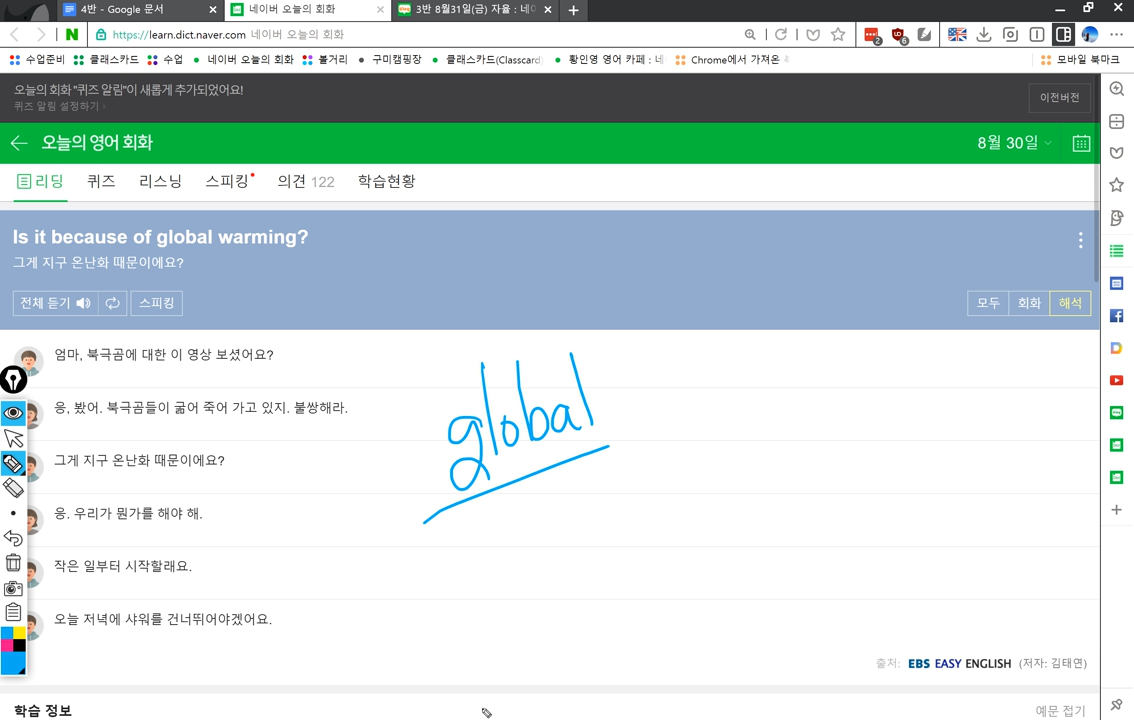 4반 - Google 문서
네이버 오늘의 회화
3반 8월31일(금) 자율 : 네이
N https://learn.dict.naver.com 네이버 오늘의 회화
2 6
수업준비 클래스카드 수업 네이버 오늘의 회화 볼거리 구미캠핑장 클래스카드(Classcard) 황인영 영어 카페 : 네 Chrome에서 가져온 모바일 북마크
오늘의 회화 "퀴즈 알림"이 새롭게 추가되었어요!
퀴즈 알림 설정하기 ›
이전버전
오늘의 영어 회화
8월 30일
리딩 퀴즈 리스닝 스피킹 의견 122 학습현황
Is it because of global warming?
그게 지구 온난화 때문이에요?
전체 듣기 스피킹
모두 회화 해석
엄마, 북극곰에 대한 이 영상 보셨어요?
응, 봤어. 북극곰들이 굶어 죽어 가고 있지. 불쌍해라.
그게 지구 온난화 때문이에요?
응. 우리가 뭔가를 해야 해.
작은 일부터 시작할래요.
오늘 저녁에 샤워를 건너뛰어야겠어요.
global
출처: EBS EASY ENGLISH (저자: 김태연)
학습 정보
예문 접기